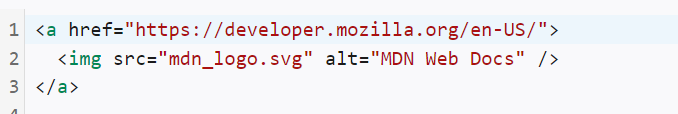 1 <a href="https://developer.mozilla.org/en-US/">
2   <img src="mdn_logo.svg" alt="MDN Web Docs" />
3 </a>